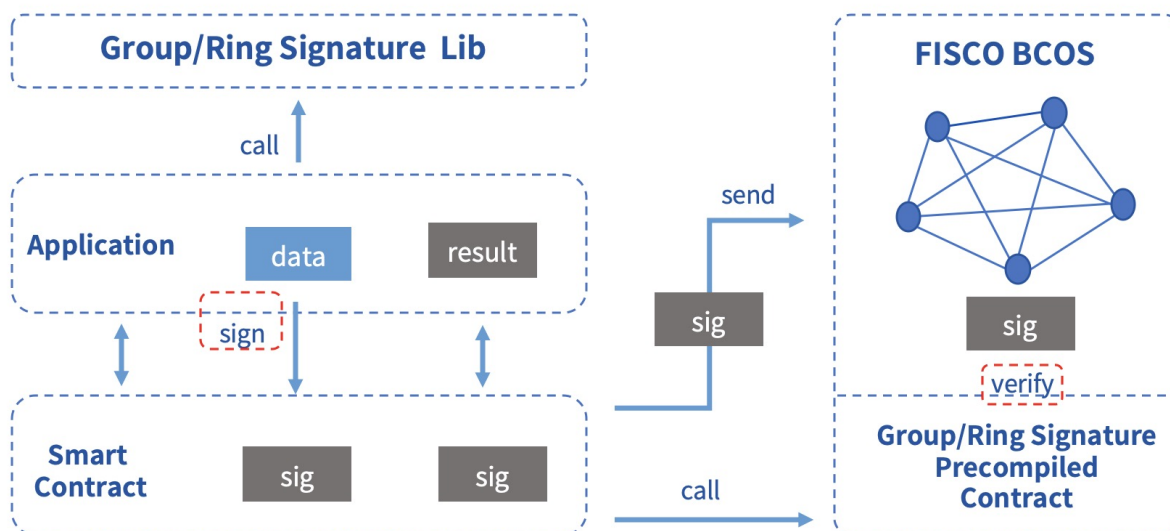 Group/Ring Signature Lib
call
Application
data
result
sign
Smart
Contract
sig
sig
sig
send
call
FISCO BCOS
sig
verify
Group/Ring Signature
Precompiled
Contract